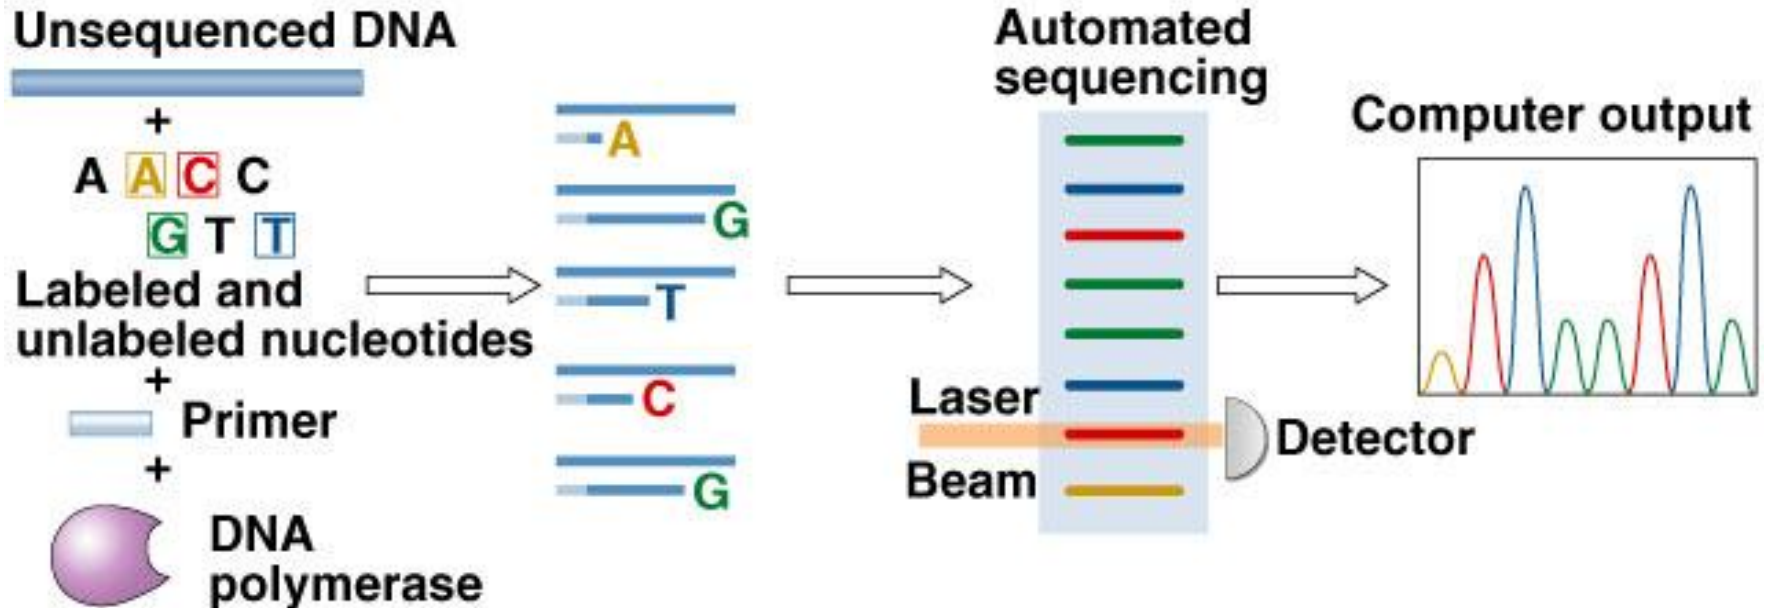 Unsequenced DNA
+
A A C C
G T T
Labeled and
unlabeled nucleotides
+
Primer
+
DNA
polymerase
A
G
T
C
G
Automated
sequencing
Laser
Beam
Detector
Computer output